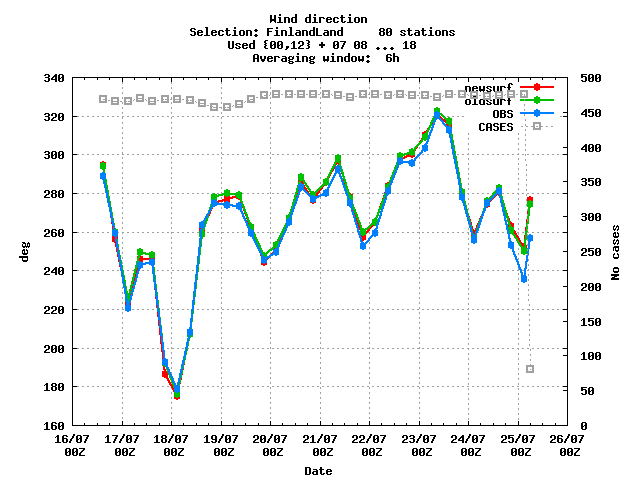 Wind direction
Selection: FinlandLand     80 stations
Used {00,12} + 07 08 ... 18
Averaging window:  6h
340 500
newsurf
oldsurf
OBS
CASES
320 450
300 400
280 350
260 300
240 250
220 200
200 150
180 100
160 50
0
deg
No cases
16/07 17/07 18/07 19/07 20/07 21/07 22/07 23/07 24/07 25/07 26/07
00Z 00Z 00Z 00Z 00Z 00Z 00Z 00Z 00Z 00Z 00Z
Date